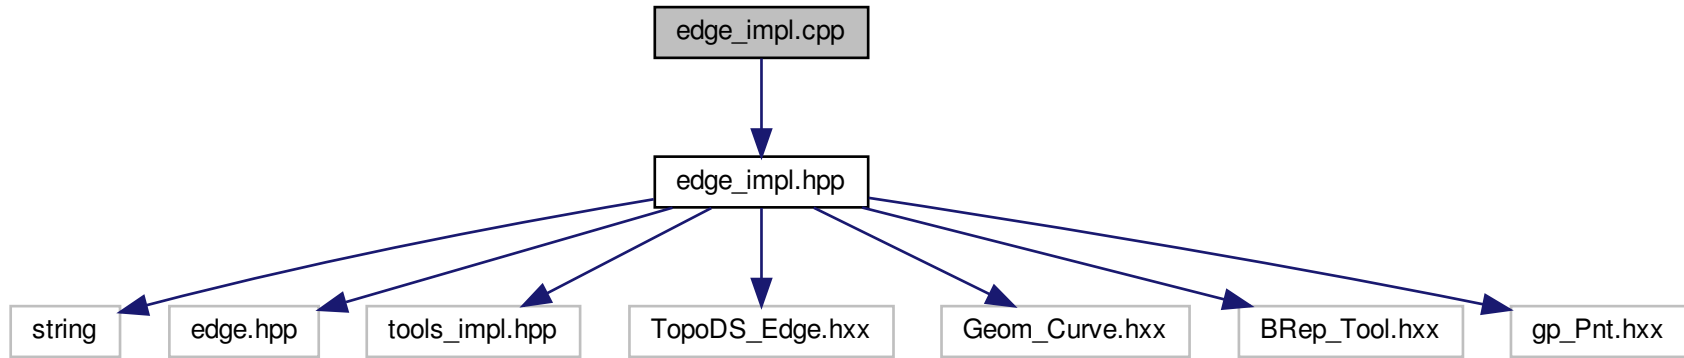 edge_impl.cpp
edge_impl.hpp
string
edge.hpp
tools_impl.hpp
TopoDS_Edge.hxx
Geom_Curve.hxx
BRep_Tool.hxx
gp_Pnt.hxx